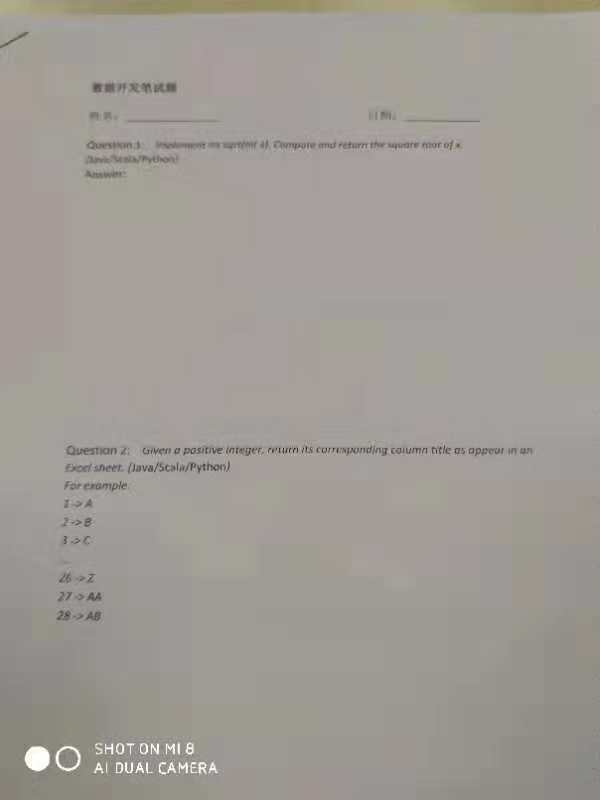 数据开发笔试题
姓名: 日期:
Question 1: Implement int sqrt(int x). Compute and return the square root of x.
(Java/Scala/Python)
Answer:
Question 2: Given a positive integer, return its corresponding column title as appear in an
Excel sheet. (Java/Scala/Python)
For example:
1 -> A
2 -> B
3 -> C
...
26 -> Z
27 -> AA
28 -> AB
SHOT ON MI 8
AI DUAL CAMERA